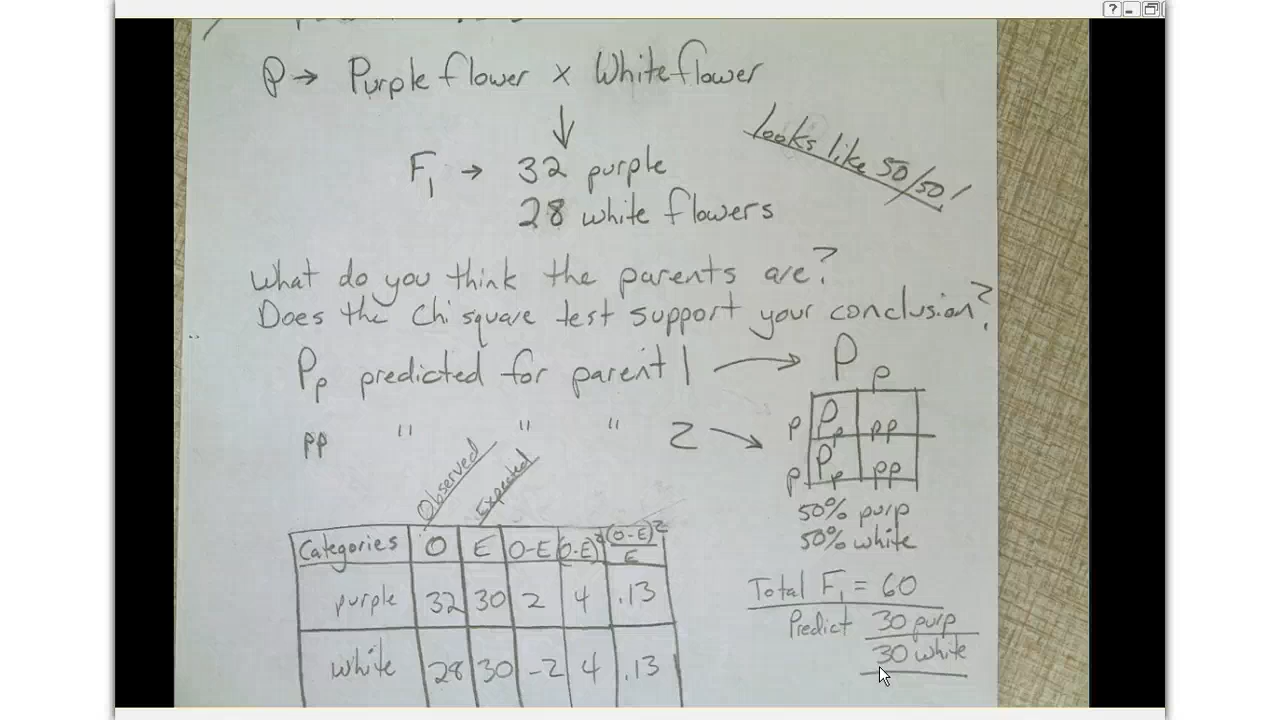 P → Purple flower x White flower
↓
F1 → 32 purple
28 white flowers
looks like 50/50!
What do you think the parents are?
Does the Chi square test support your conclusion?
Pp predicted for parent 1 → P p
pp " " " 2 → p Pp pp
p Pp pp
50% purp
50% white
Observed Expected
Categories O E O-E (O-E)² (O-E)²/E
purple 32 30 2 4 .13
white 28 30 -2 4 .13
Total F1 = 60
Predict 30 purp
30 white